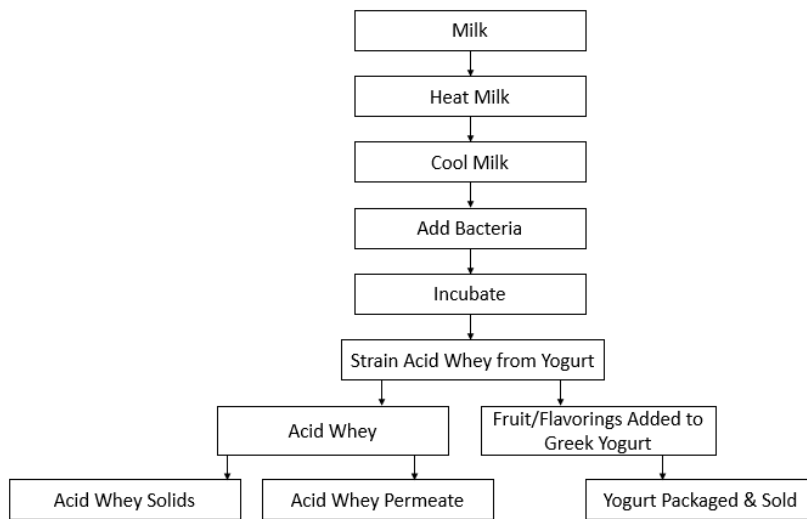 Milk
Heat Milk
Cool Milk
Add Bacteria
Incubate
Strain Acid Whey from Yogurt
Acid Whey
Fruit/Flavorings Added to
Greek Yogurt
Acid Whey Solids
Acid Whey Permeate
Yogurt Packaged & Sold